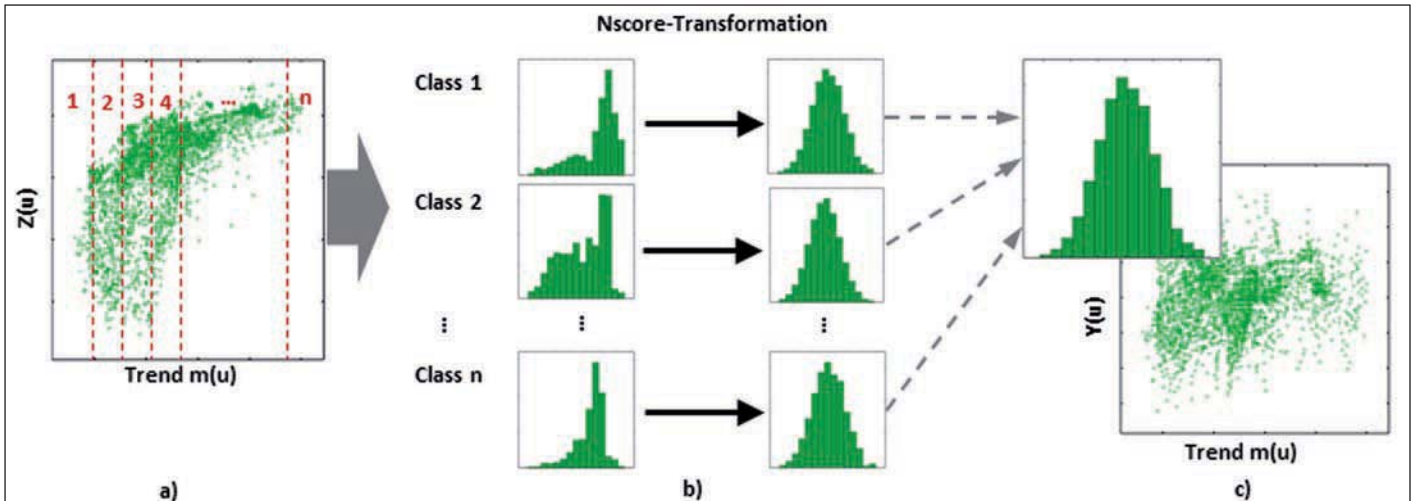 Nscore-Transformation
1 2 3 4 ... n
Z(u)
Trend m(u)
a)
Class 1
Class 2
... ... ...
Class n
b)
Y(u)
Trend m(u)
c)